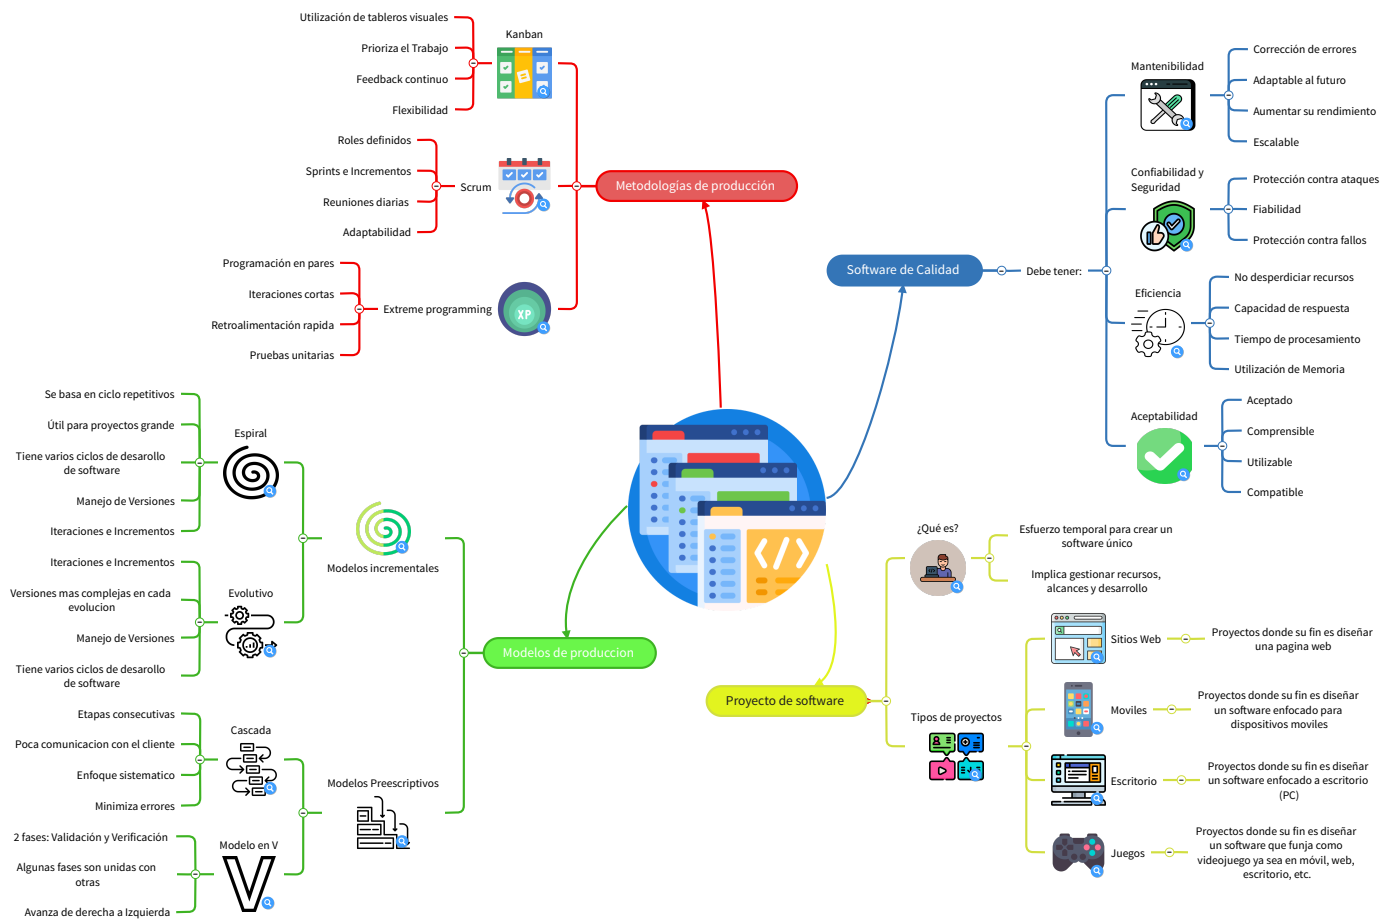 Metodologías de producción
Kanban
Utilización de tableros visuales
Prioriza el Trabajo
Feedback continuo
Flexibilidad
Scrum
Roles definidos
Sprints e Incrementos
Reuniones diarias
Adaptabilidad
Extreme programming
XP
Programación en pares
Iteraciones cortas
Retroalimentación rapida
Pruebas unitarias
Software de Calidad
Debe tener:
Mantenibilidad
Corrección de errores
Adaptable al futuro
Aumentar su rendimiento
Escalable
Confiabilidad y
Seguridad
Protección contra ataques
Fiabilidad
Protección contra fallos
Eficiencia
No desperdiciar recursos
Capacidad de respuesta
Tiempo de procesamiento
Utilización de Memoria
Aceptabilidad
Aceptado
Comprensible
Utilizable
Compatible
Modelos de produccion
Modelos incrementales
Espiral
Se basa en ciclo repetitivos
Útil para proyectos grande
Tiene varios ciclos de desarollo
de software
Manejo de Versiones
Iteraciones e Incrementos
Evolutivo
Iteraciones e Incrementos
Versiones mas complejas en cada
evolucion
Manejo de Versiones
Tiene varios ciclos de desarollo
de software
Modelos Preescriptivos
Cascada
Etapas consecutivas
Poca comunicacion con el cliente
Enfoque sistematico
Minimiza errores
Modelo en V
V
2 fases: Validación y Verificación
Algunas fases son unidas con
otras
Avanza de derecha a Izquierda
Proyecto de software
¿Qué es?
Esfuerzo temporal para crear un
software único
Implica gestionar recursos,
alcances y desarrollo
Tipos de proyectos
Sitios Web
Proyectos donde su fin es diseñar
una pagina web
Moviles
Proyectos donde su fin es diseñar
un software enfocado para
dispositivos moviles
Escritorio
Proyectos donde su fin es diseñar
un software enfocado a escritorio
(PC)
Juegos
Proyectos donde su fin es diseñar
un software que funja como
videojuego ya sea en móvil, web,
escritorio, etc.